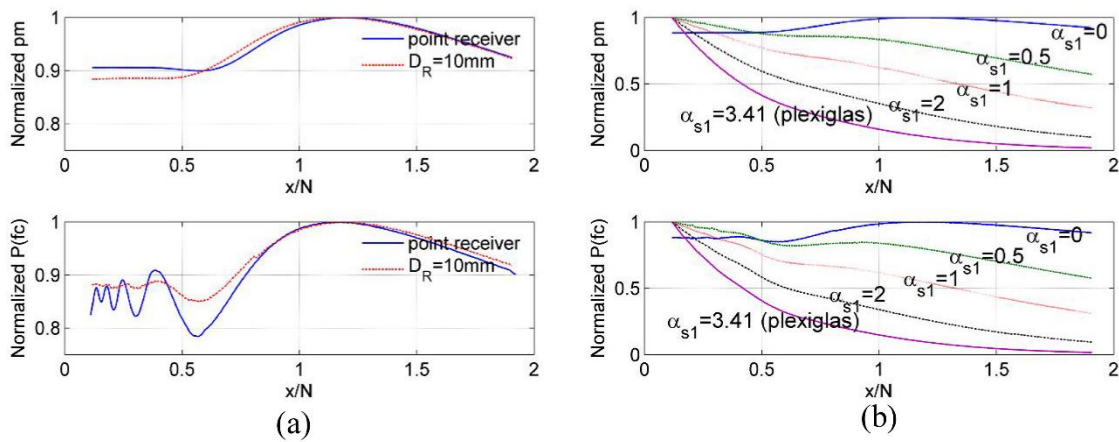 Normalized pm
1
0.9
0.8
point receiver
D_R=10mm
0 0.5 1 1.5 2
x/N
Normalized P(fc)
1
0.9
0.8
point receiver
D_R=10mm
0 0.5 1 1.5 2
x/N
(a)
Normalized pm
1
0.5
0
α_s1=0
α_s1=0.5
α_s1=1
α_s1=2
α_s1=3.41 (plexiglas)
0 0.5 1 1.5 2
x/N
Normalized P(fc)
1
0.5
0
α_s1=0
α_s1=0.5
α_s1=1
α_s1=2
α_s1=3.41 (plexiglas)
0 0.5 1 1.5 2
x/N
(b)